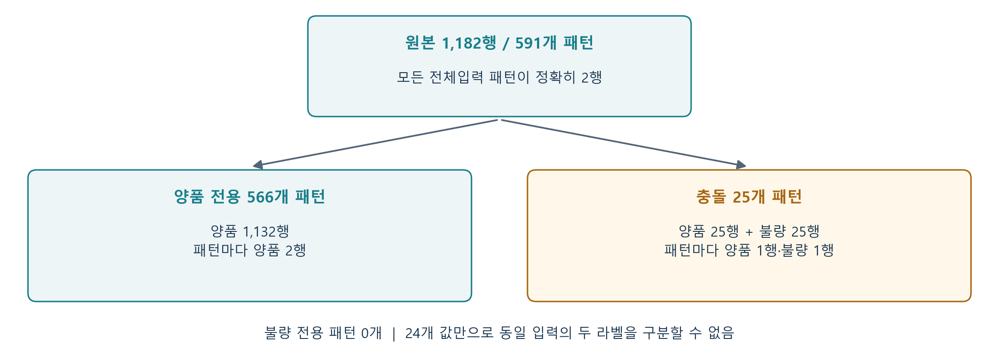 원본 1,182행 / 591개 패턴
모든 전체입력 패턴이 정확히 2행
양품 전용 566개 패턴
양품 1,132행
패턴마다 양품 2행
충돌 25개 패턴
양품 25행 + 불량 25행
패턴마다 양품 1행·불량 1행
불량 전용 패턴 0개 | 24개 값만으로 동일 입력의 두 라벨을 구분할 수 없음